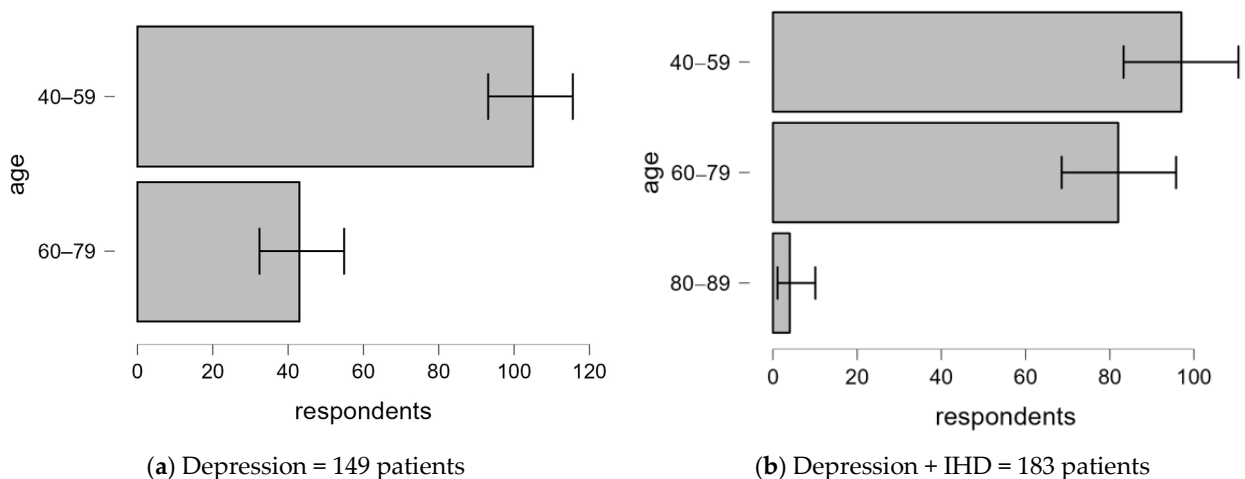 40–59 –
age
60–79 –
0 20 40 60 80 100 120
respondents
(a) Depression = 149 patients
40–59 –
age 60–79 –
80–89 –
0 20 40 60 80 100
respondents
(b) Depression + IHD = 183 patients